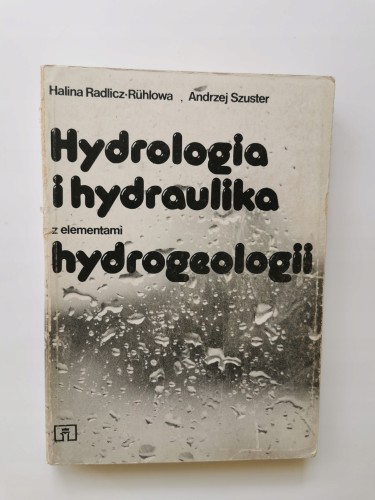 Halina Radlicz-Rühlowa, Andrzej Szuster
Hydrologia
i hydraulika
z elementami
hydrogeologii